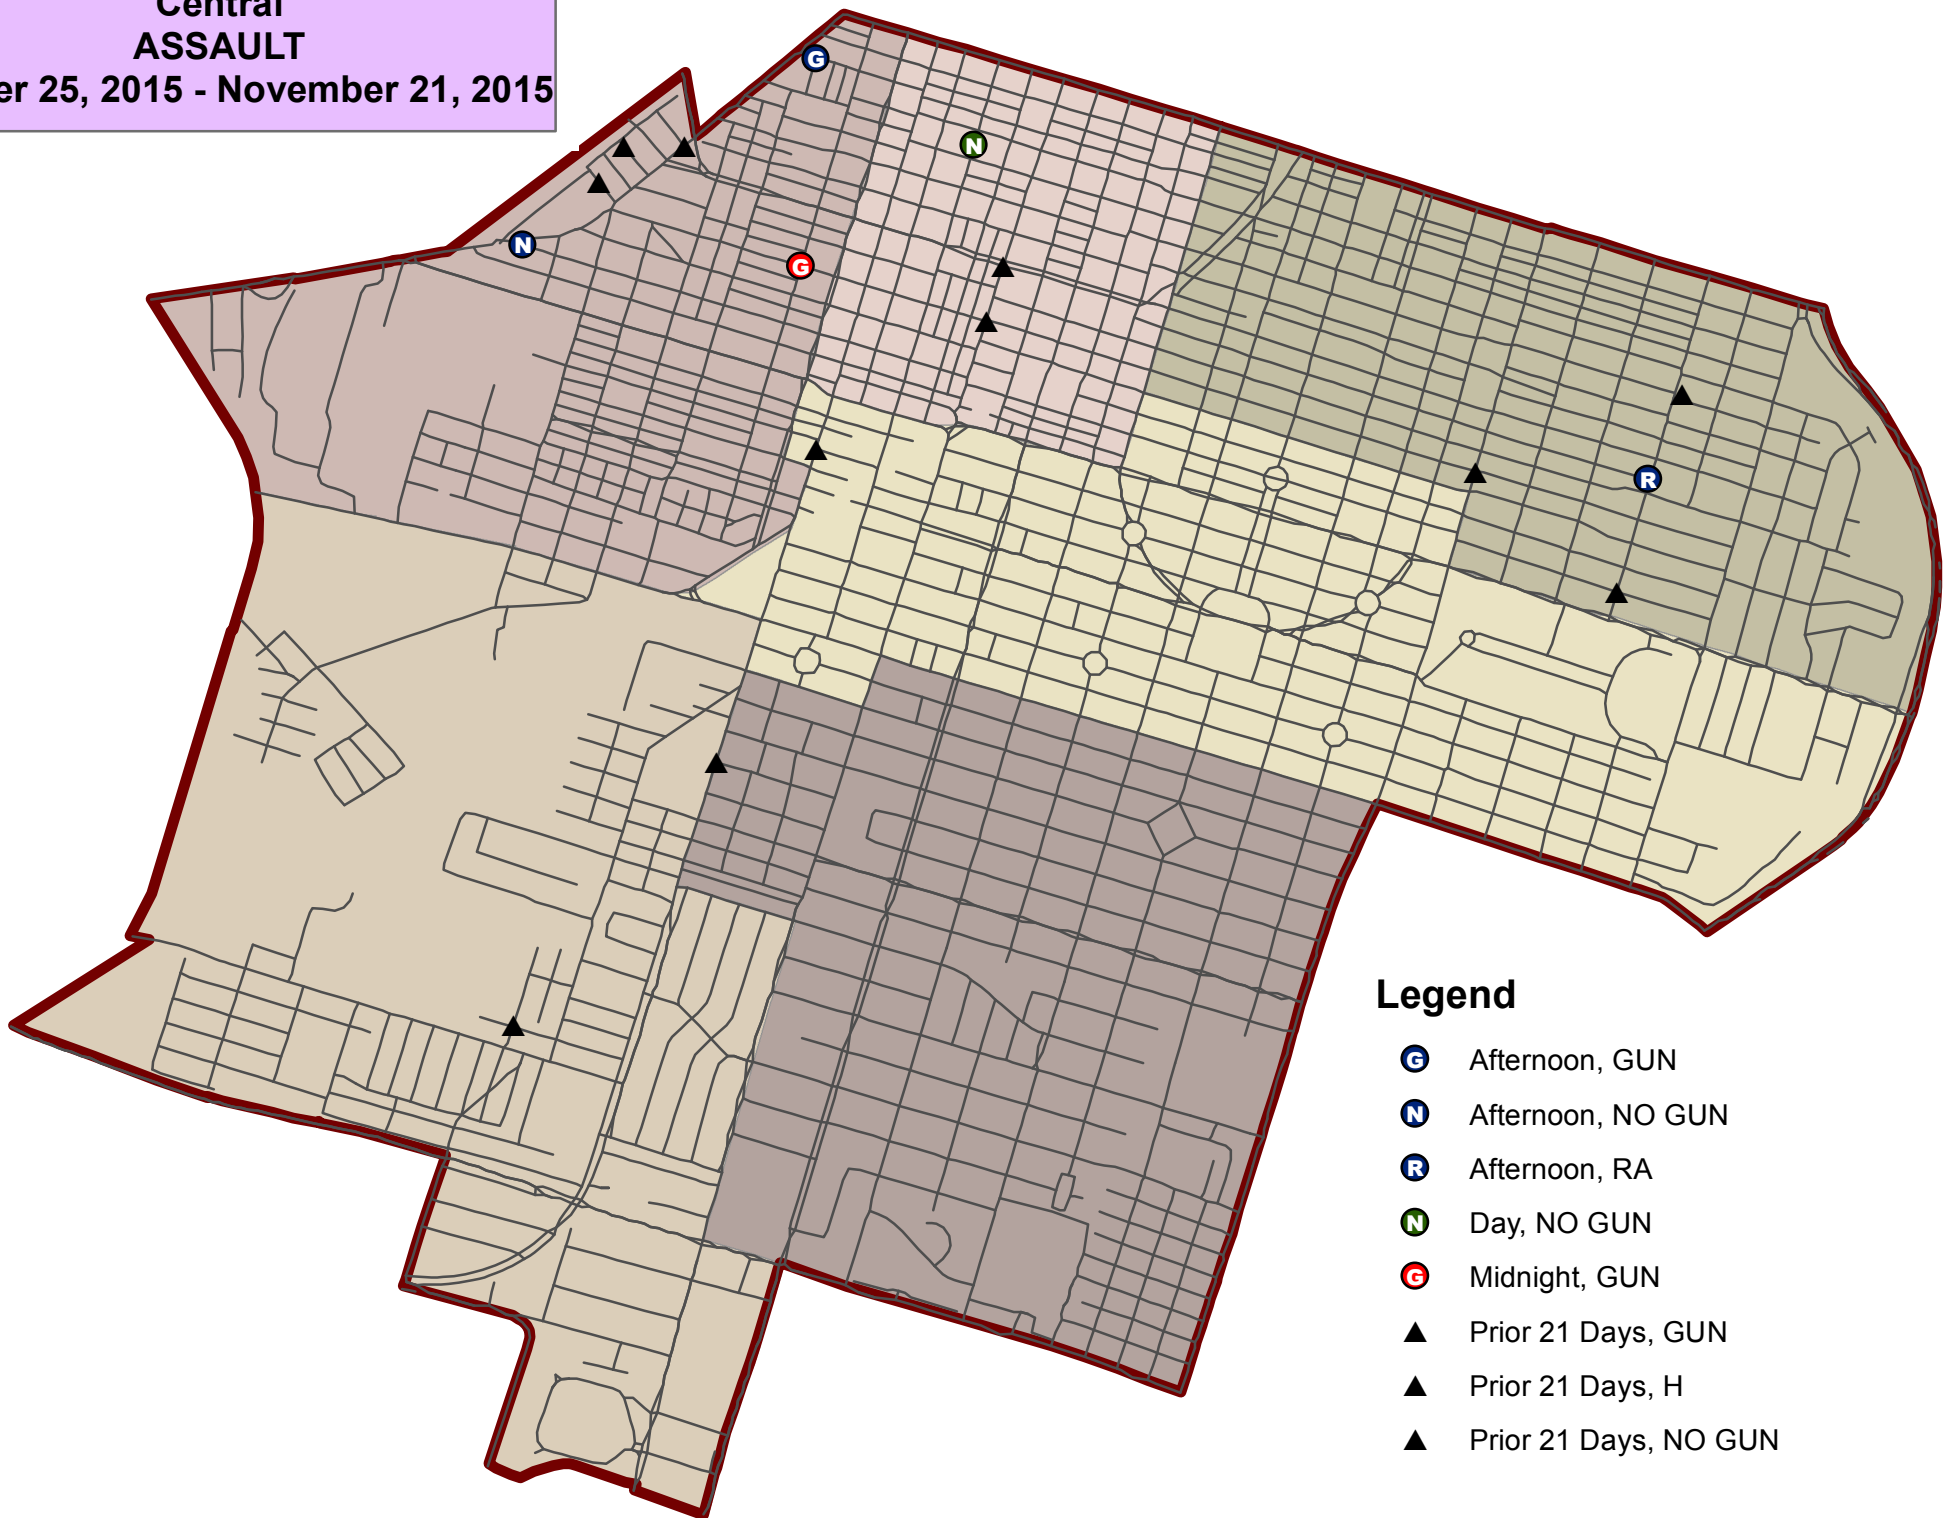 Central
ASSAULT
er 25, 2015 - November 21, 2015
G
N
N
G
R
Legend
G Afternoon, GUN
N Afternoon, NO GUN
R Afternoon, RA
N Day, NO GUN
G Midnight, GUN
Prior 21 Days, GUN
Prior 21 Days, H
Prior 21 Days, NO GUN